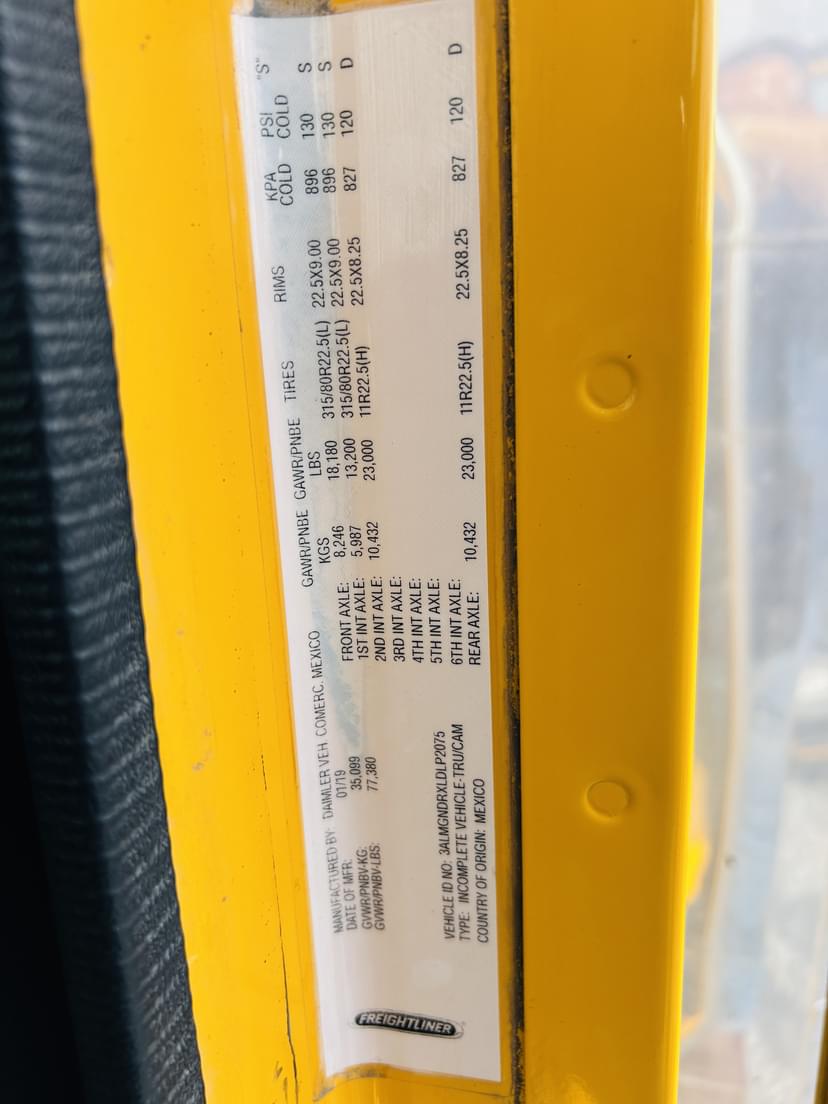 MANUFACTURED BY: DAIMLER VEH COMERC. MEXICO
DATE OF MFR: 01/19
GVWR/PNBV-KG: 35,099
GVWR/PNBV-LBS: 77,380
VEHICLE ID NO: 3ALMGNDRXLDLP2075
TYPE: INCOMPLETE VEHICLE-TRU/CAM
COUNTRY OF ORIGIN: MEXICO
FREIGHTLINER
GAWR/PNBE GAWR/PNBE TIRES RIMS KPA PSI "S"
KGS LBS COLD COLD
FRONT AXLE: 8,246 18,180 315/80R22.5(L) 22.5X9.00 896 130 S
1ST INT AXLE: 5,987 13,200 315/80R22.5(L) 22.5X9.00 896 130 S
2ND INT AXLE: 10,432 23,000 11R22.5(H) 22.5X8.25 827 120 D
3RD INT AXLE:
4TH INT AXLE:
5TH INT AXLE:
6TH INT AXLE:
REAR AXLE: 10,432 23,000 11R22.5(H) 22.5X8.25 827 120 D